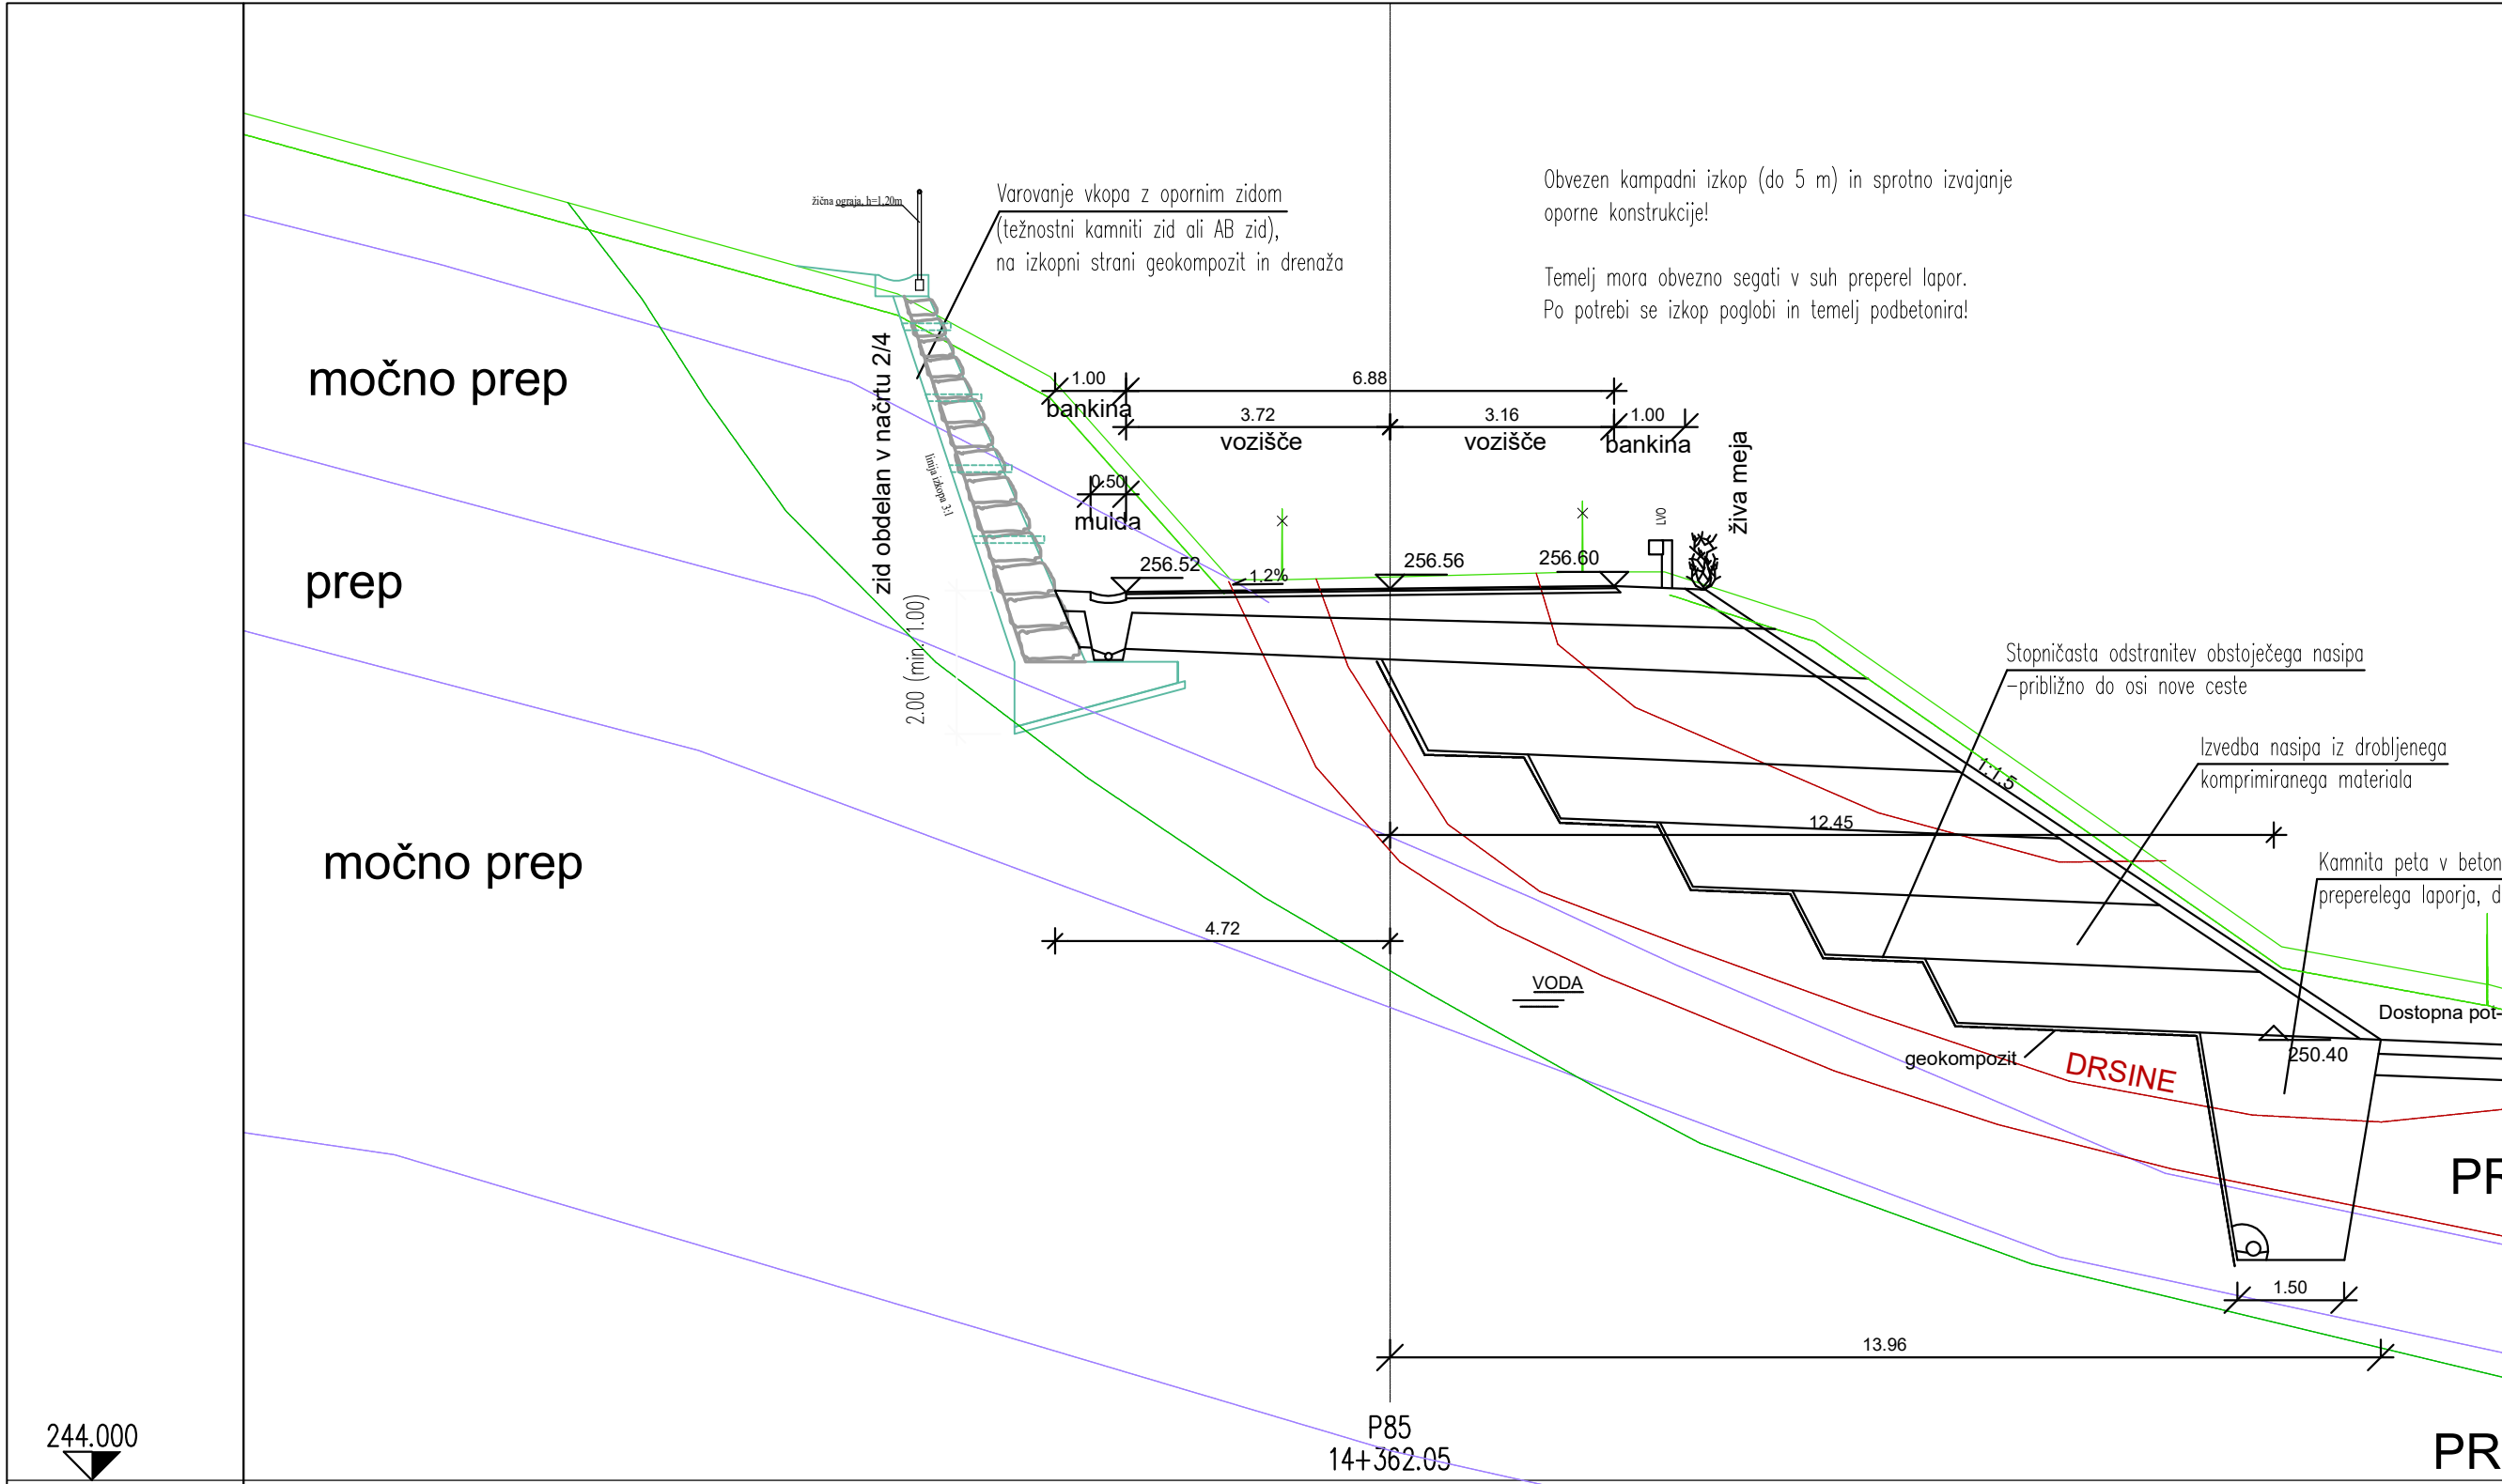 žična ograja, h=1,20m
Varovanje vkopa z opornim zidom
(težnostni kamniti zid ali AB zid),
na izkopni strani geokompozit in drenaža
Obvezen kampadni izkop (do 5 m) in sprotno izvajanje
oporne konstrukcije!
Temelj mora obvezno segati v suh preperel lapor.
Po potrebi se izkop poglobi in temelj podbetonira!
močno prep
prep
močno prep
zid obdelan v načrtu 2/4
linija izkopa 3:1
2.00 (min. 1.00)
1.00
bankina
6.88
3.72
vozišče
3.16
vozišče
1.00
bankina
živa meja
LVO
0.50
mulda
256.52
1.2%
256.56
256.60
Stopničasta odstranitev obstoječega nasipa
-približno do osi nove ceste
Izvedba nasipa iz drobljenega
komprimiranega materiala
1:1.5
12.45
Kamnita peta v beton
preperelega laporja, d
4.72
VODA
Dostopna pot-
geokompozit
DRSINE
250.40
PR
1.50
13.96
P85
14+362.05
244.000
PR